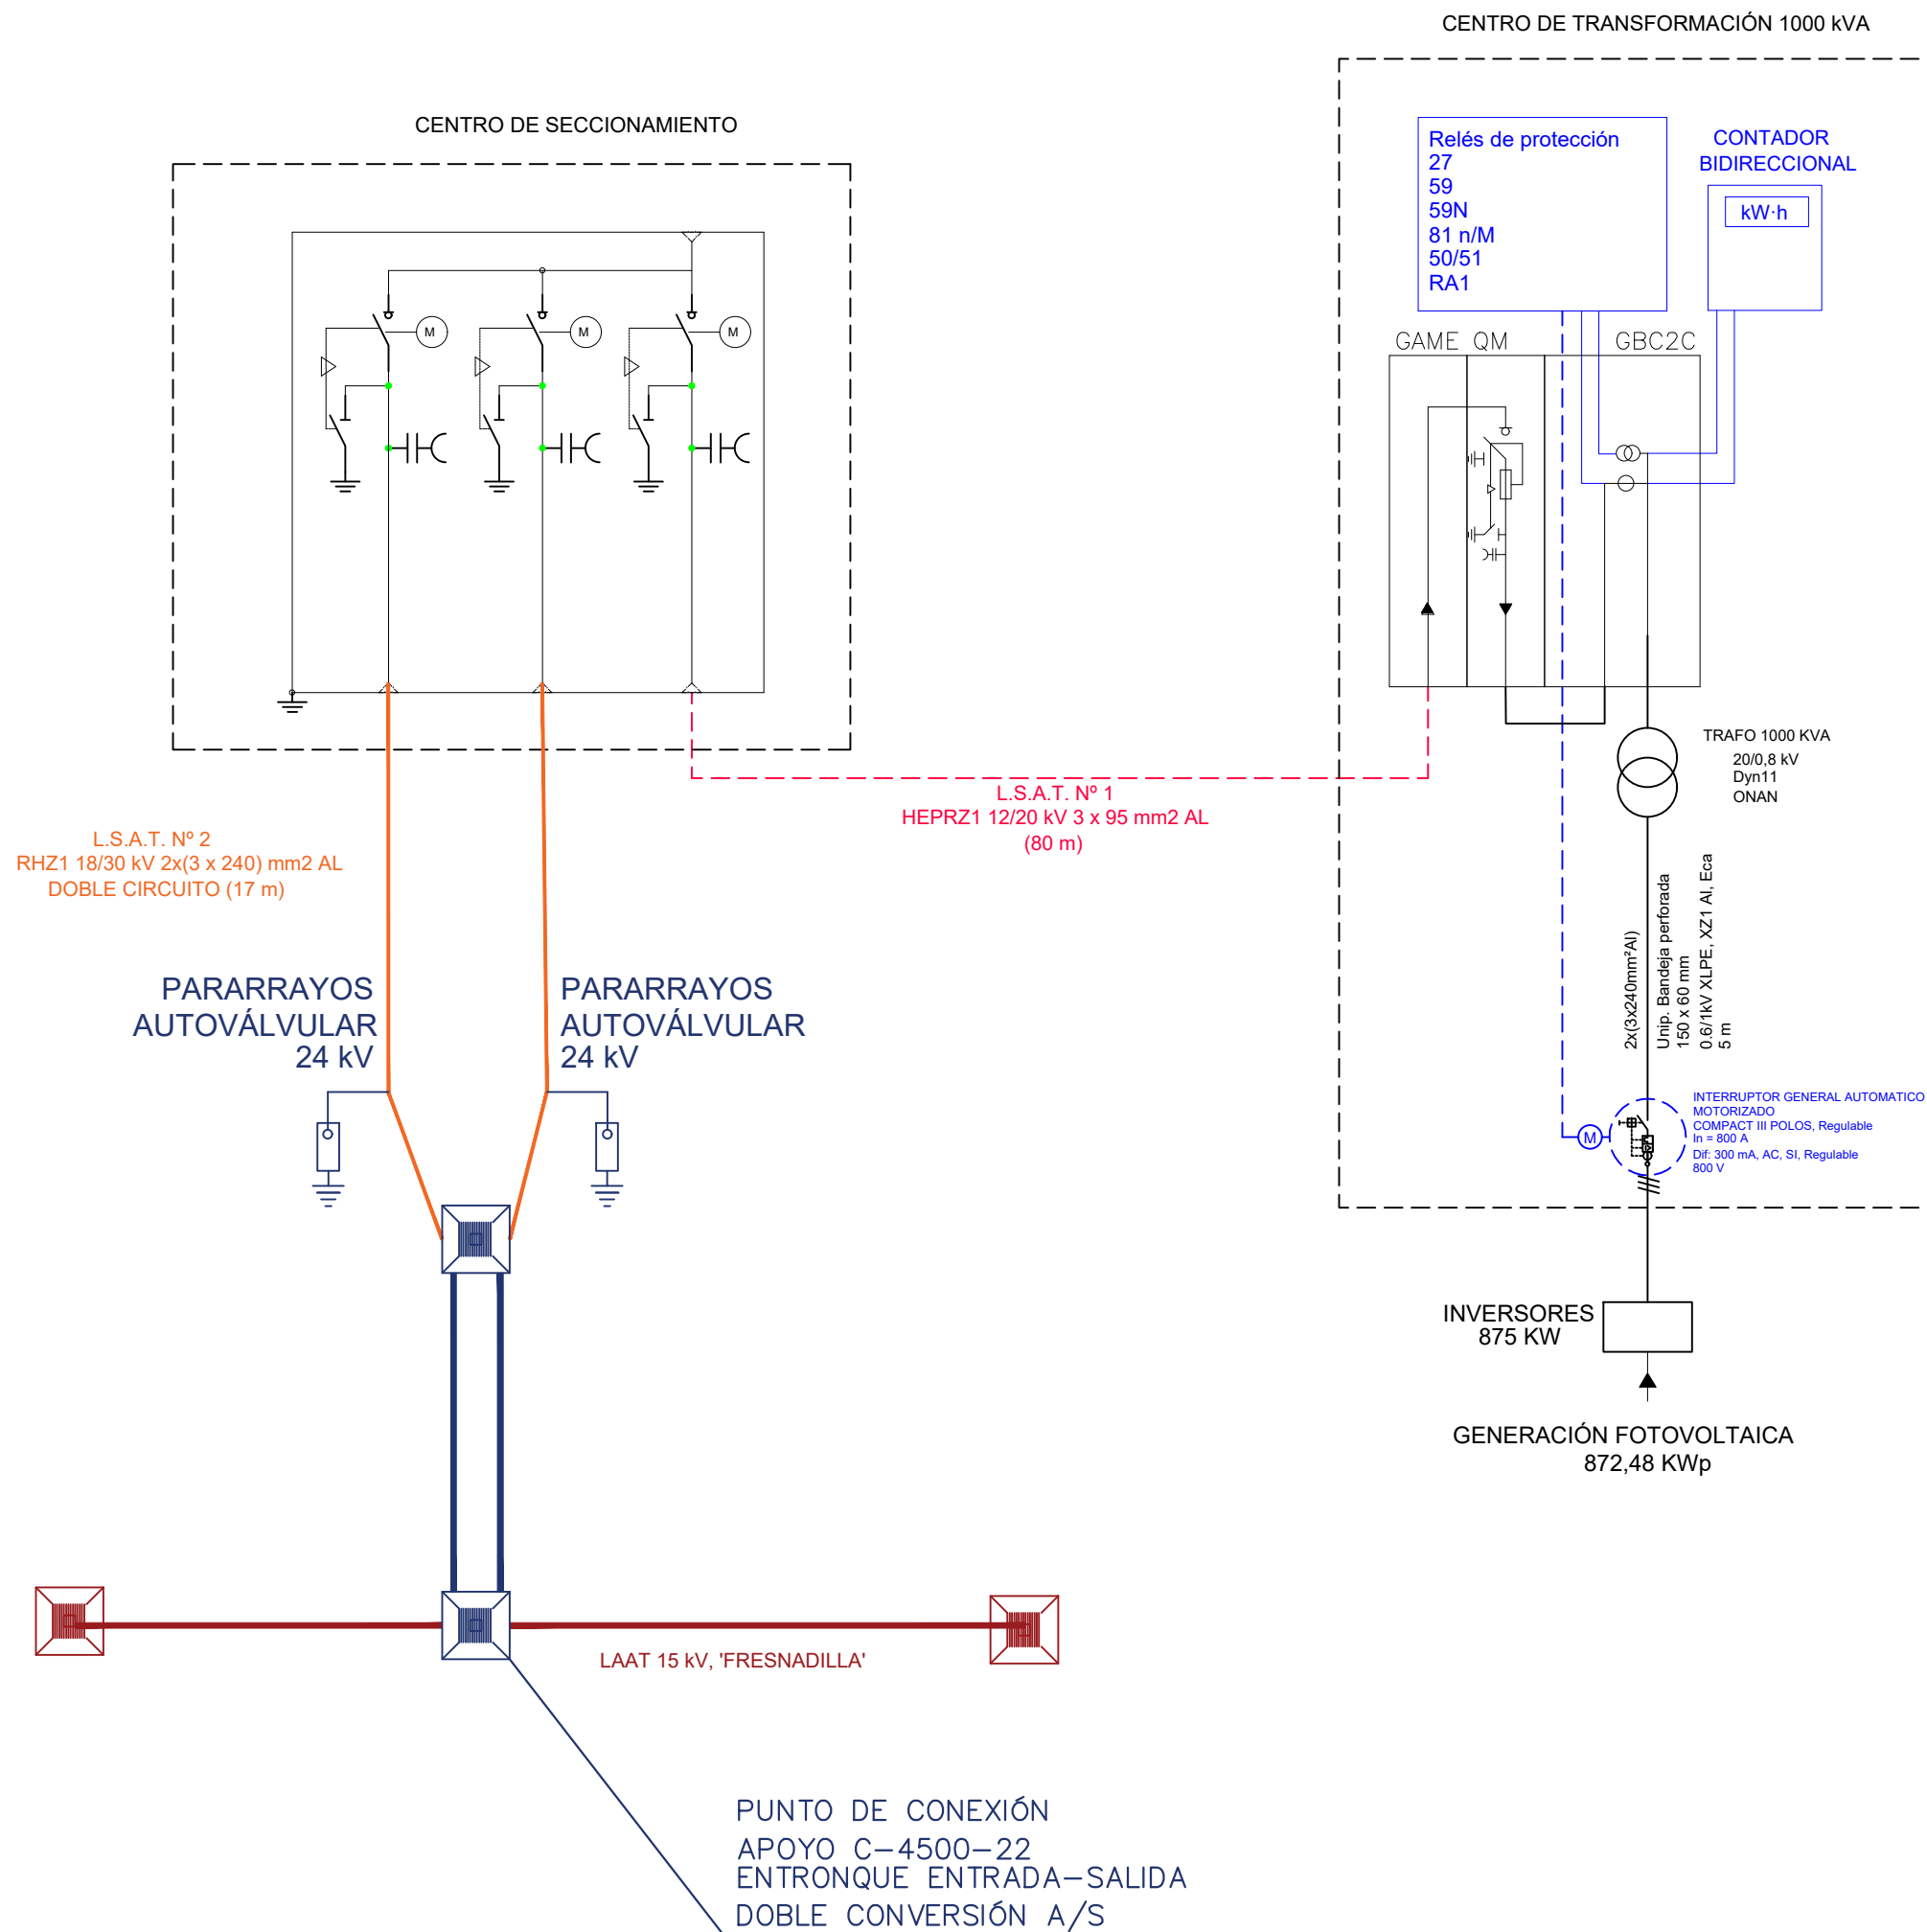 CENTRO DE TRANSFORMACIÓN 1000 kVA
CENTRO DE SECCIONAMIENTO
Relés de protección
27
59
59N
81 n/M
50/51
RA1
CONTADOR
BIDIRECCIONAL
kW·h
GAME QM
GBC2C
M
M
M
TRAFO 1000 KVA
20/0,8 kV
Dyn11
ONAN
L.S.A.T. Nº 1
HEPRZ1 12/20 kV 3 x 95 mm2 AL
(80 m)
L.S.A.T. Nº 2
RHZ1 18/30 kV 2x(3 x 240) mm2 AL
DOBLE CIRCUITO (17 m)
2x(3x240mm²Al)
Unip. Bandeja perforada
150 x 60 mm
0.6/1kV XLPE, XZ1 Al, Eca
5 m
PARARRAYOS
AUTOVÁLVULAR
24 kV
PARARRAYOS
AUTOVÁLVULAR
24 kV
M
INTERRUPTOR GENERAL AUTOMATICO
MOTORIZADO
COMPACT III POLOS, Regulable
In = 800 A
Dif: 300 mA, AC, SI, Regulable
800 V
INVERSORES
875 KW
GENERACIÓN FOTOVOLTAICA
872,48 KWp
LAAT 15 kV, 'FRESNADILLA'
PUNTO DE CONEXIÓN
APOYO C-4500-22
ENTRONQUE ENTRADA-SALIDA
DOBLE CONVERSIÓN A/S